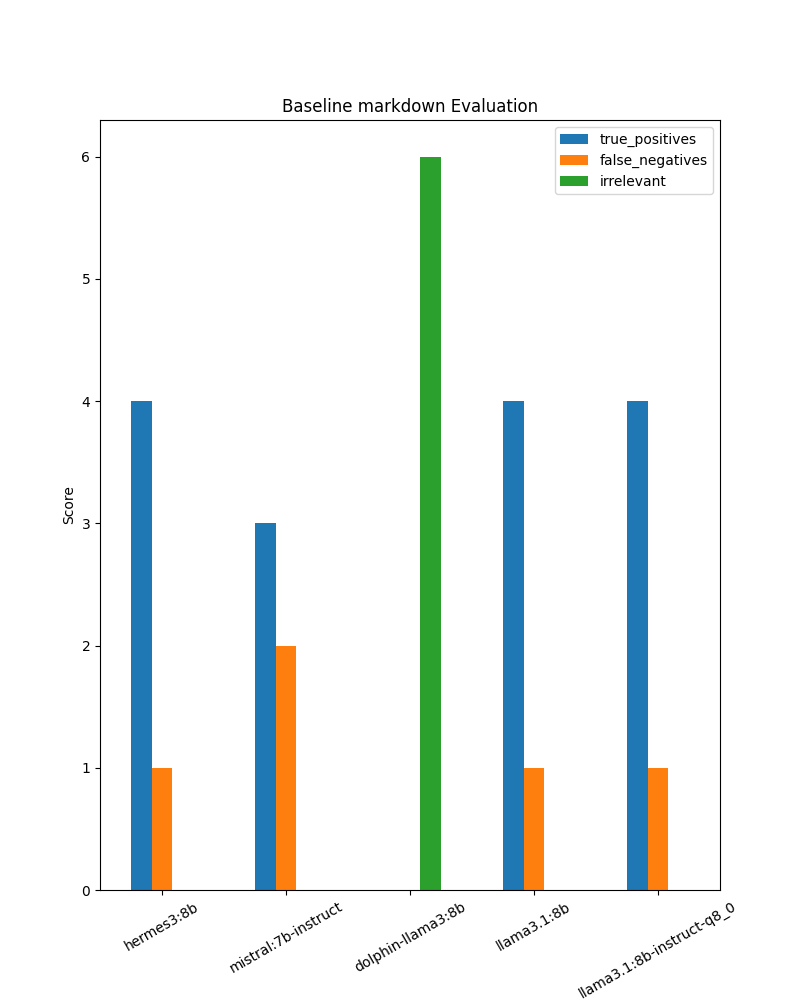 Baseline markdown Evaluation
true_positives
false_negatives
irrelevant
6
5
4
3
2
1
0
Score
hermes3:8b
mistral:7b-instruct
dolphin-llama3:8b
llama3.1:8b
llama3.1:8b-instruct-q8_0